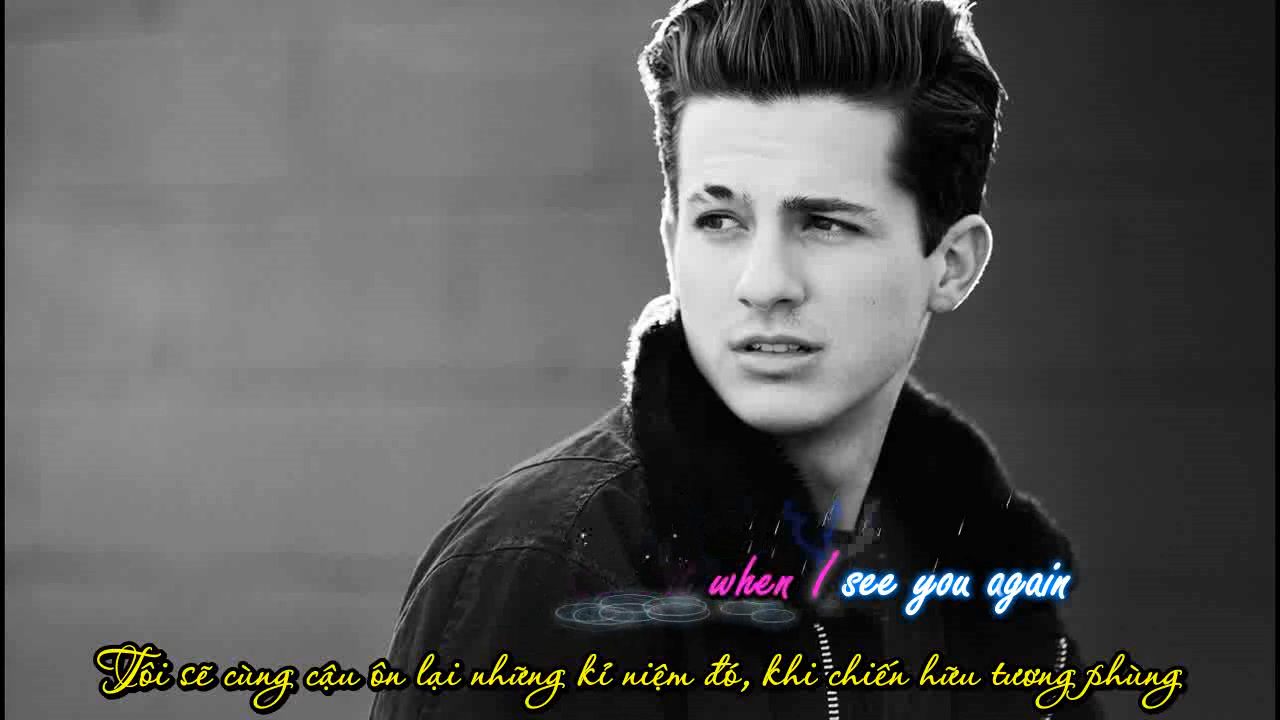 when I see you again
Tôi sẽ cùng cậu ôn lại những kỉ niệm đó, khi chiến hữu tương phùng